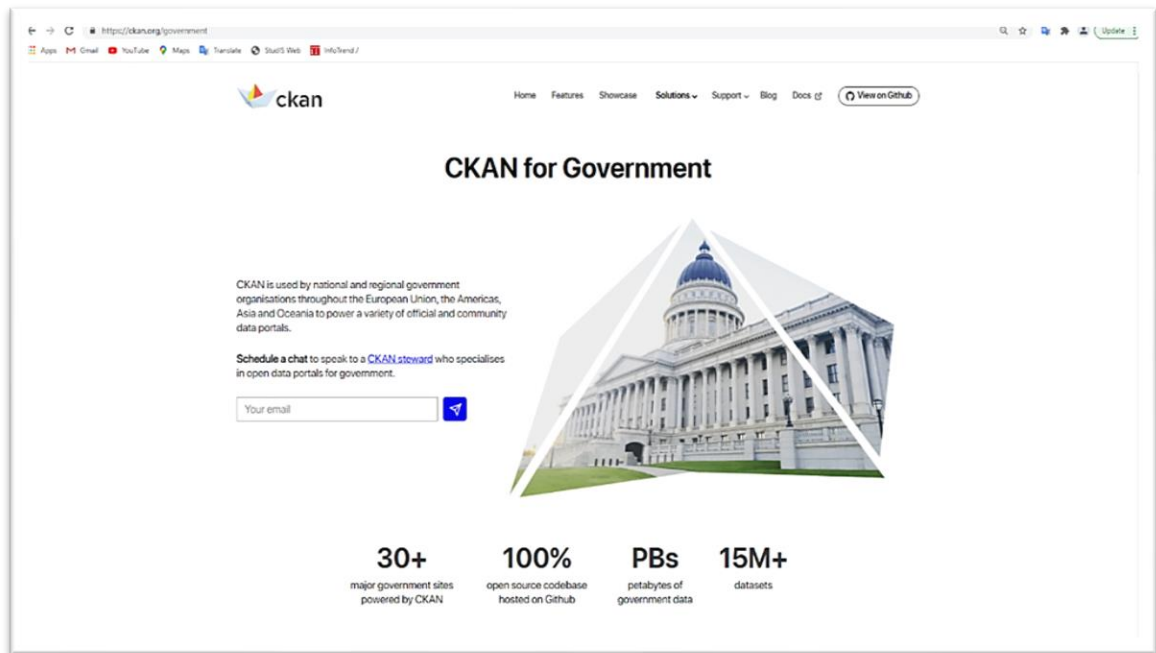 https://ckan.org/government
Update
Apps Gmail YouTube Maps Translate StudIS Web InfoTrend /
ckan
Home Features Showcase Solutions Support Blog Docs View on Github
CKAN for Government
CKAN is used by national and regional government
organisations throughout the European Union, the Americas,
Asia and Oceania to power a variety of official and community
data portals.
Schedule a chat to speak to a CKAN steward who specialises
in open data portals for government.
Your email
30+ 100% PBs 15M+
major government sites open source codebase petabytes of datasets
powered by CKAN hosted on Github government data